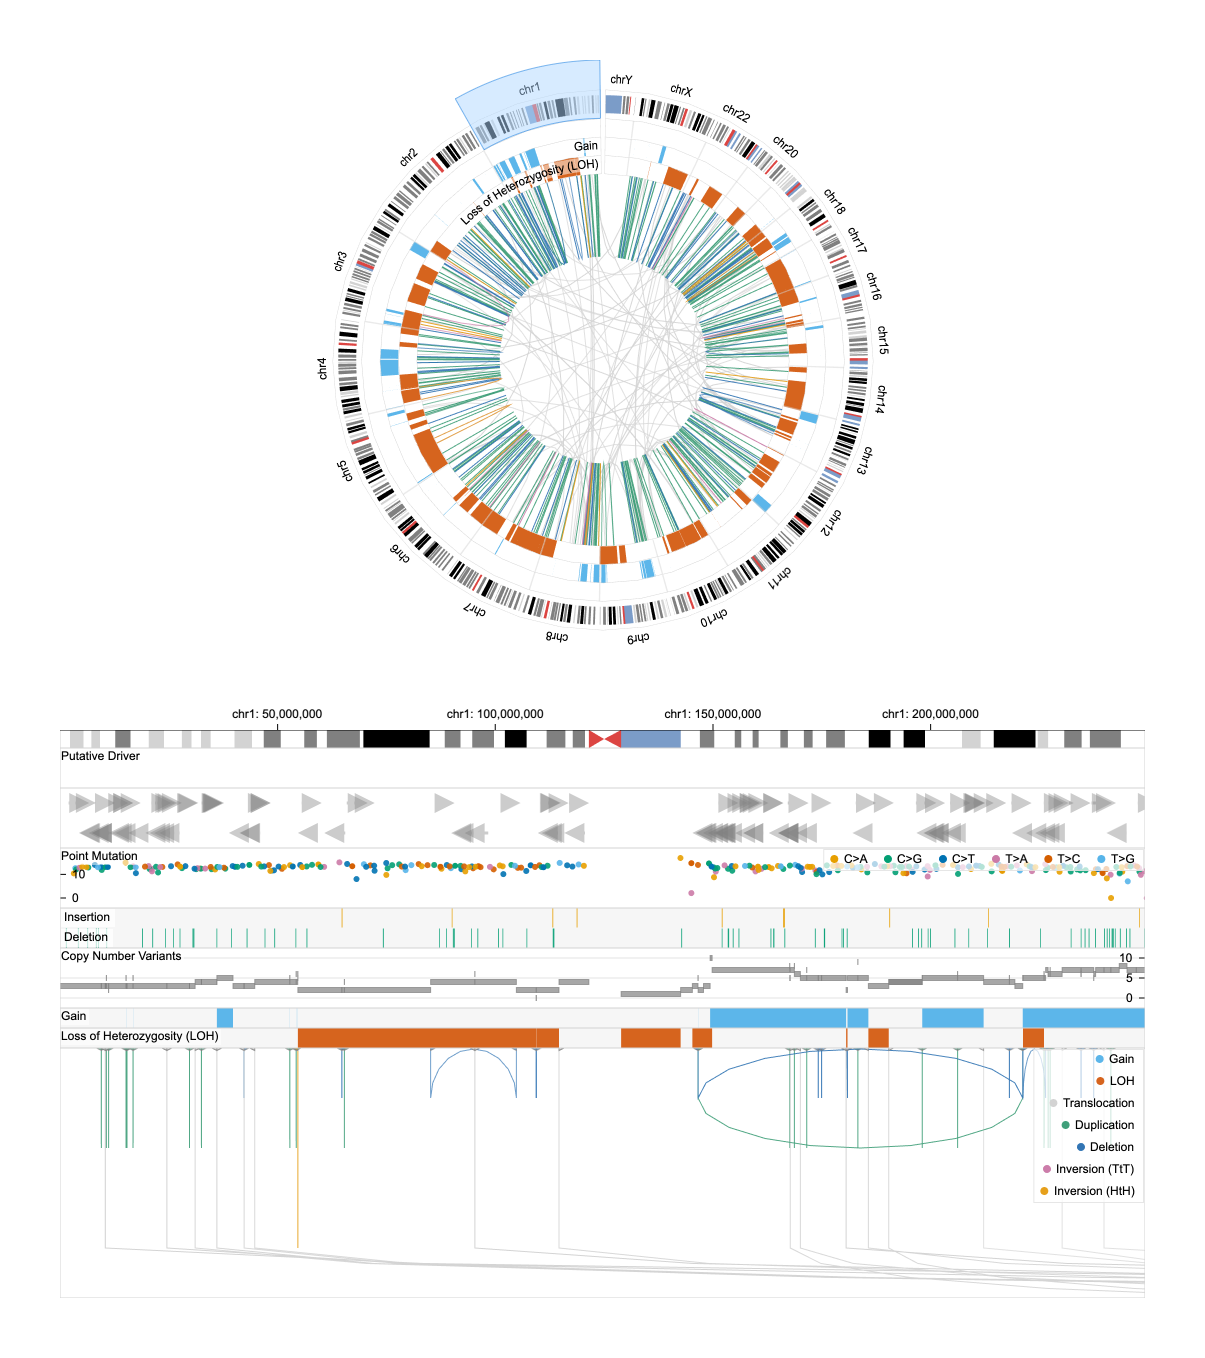 chrY
chrX
chr22
chr20
chr18
chr17
chr16
chr15
chr14
chr13
chr12
chr11
chr10
chr9
chr8
chr7
chr6
chr5
chr4
chr3
chr2
chr1
Gain
Loss of Heterozygosity (LOH)
chr1: 50,000,000 chr1: 100,000,000 chr1: 150,000,000 chr1: 200,000,000
Putative Driver
Point Mutation
C>A C>G C>T T>A T>C T>G
10
0
Insertion
Deletion
Copy Number Variants
10
5
0
Gain
Loss of Heterozygosity (LOH)
Gain
LOH
Translocation
Duplication
Deletion
Inversion (TtT)
Inversion (HtH)